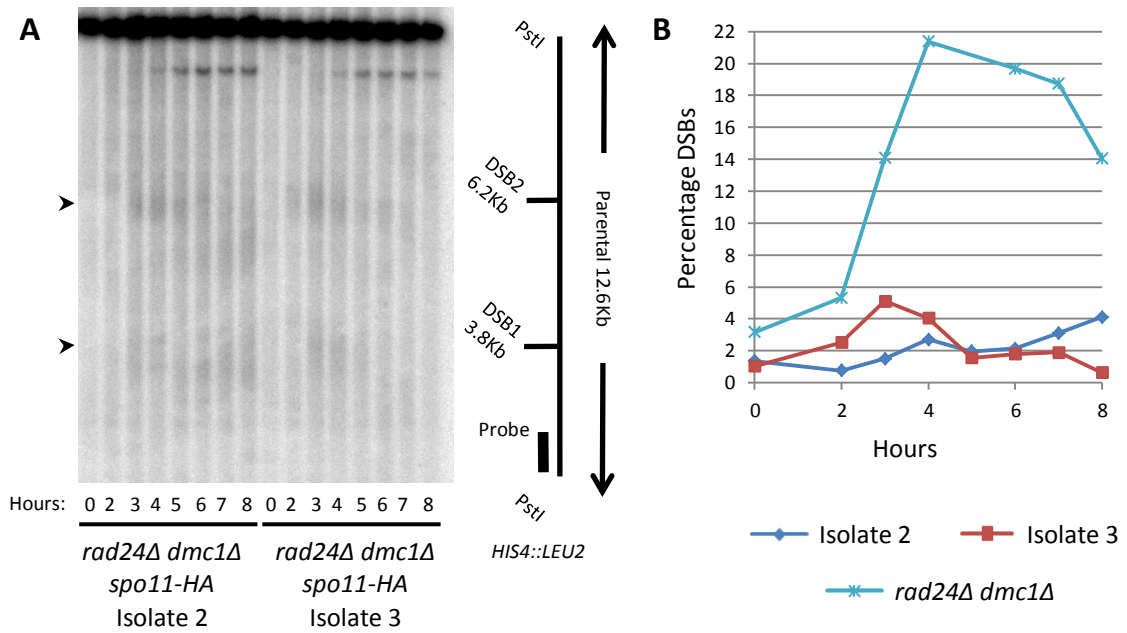 A
PstI
DSB2
6.2Kb
Parental 12.6Kb
DSB1
3.8Kb
Probe
PstI
Hours: 0 2 3 4 5 6 7 8 0 2 3 4 5 6 7 8
rad24Δ dmc1Δ
spo11-HA
Isolate 2
rad24Δ dmc1Δ
spo11-HA
Isolate 3
HIS4::LEU2
B
Percentage DSBs
22
20
18
16
14
12
10
8
6
4
2
0
0 2 4 6 8
Hours
Isolate 2
Isolate 3
rad24Δ dmc1Δ